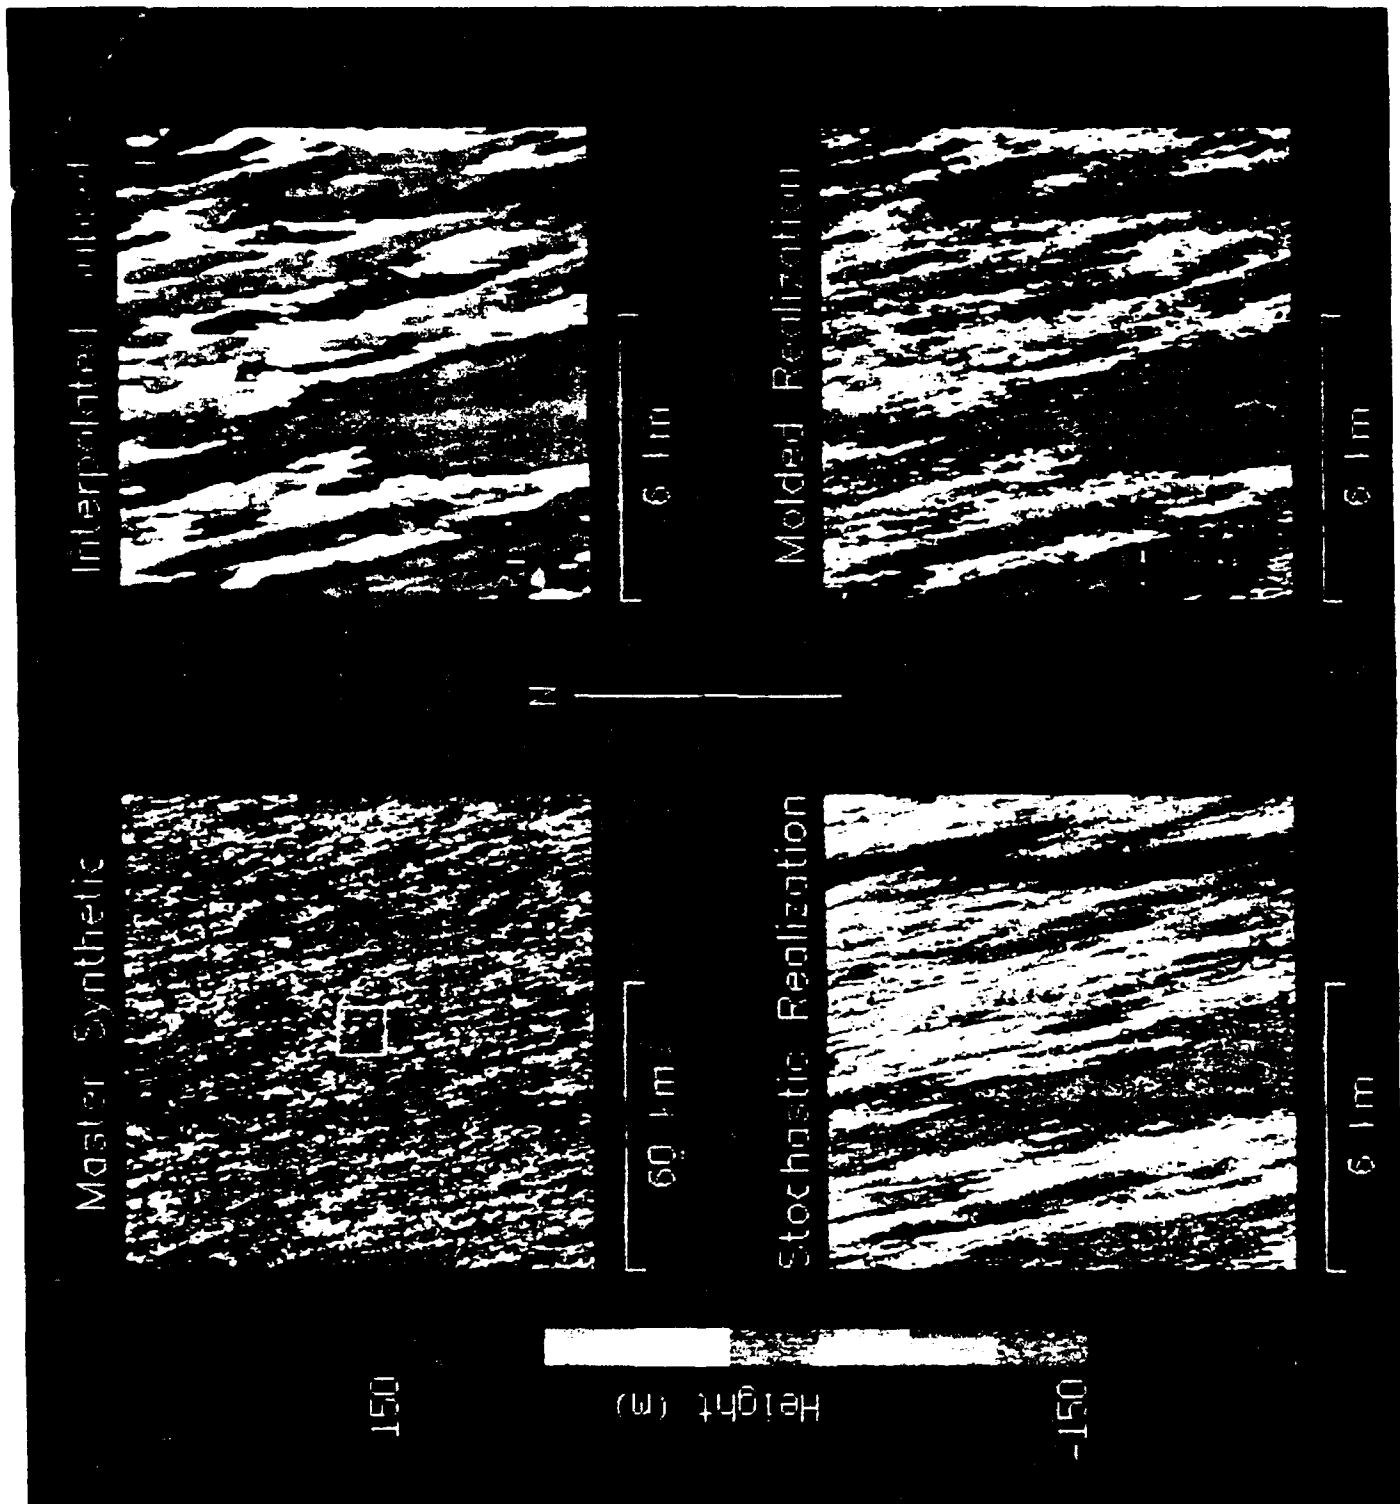 Master Synthetic
60 km
Interpolated
6 km
N
Stochastic Realization
6 km
Molded Realization
6 km
150
Height (m)
-150